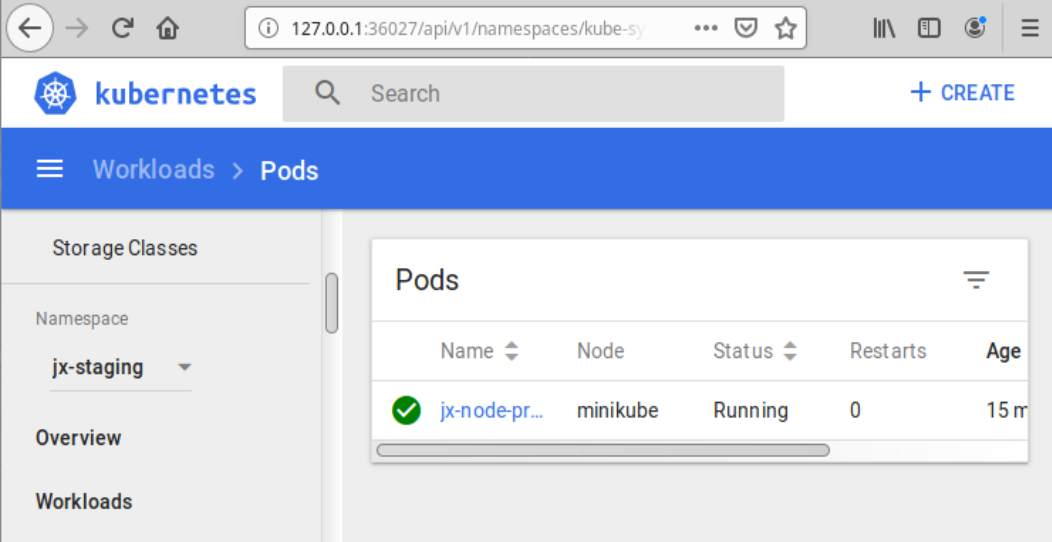 127.0.0.1:36027/api/v1/namespaces/kube-sy
kubernetes
Search
+ CREATE
Workloads > Pods
Storage Classes
Namespace
jx-staging
Overview
Workloads
Pods
Name Node Status Restarts Age
jx-node-pr... minikube Running 0 15 m